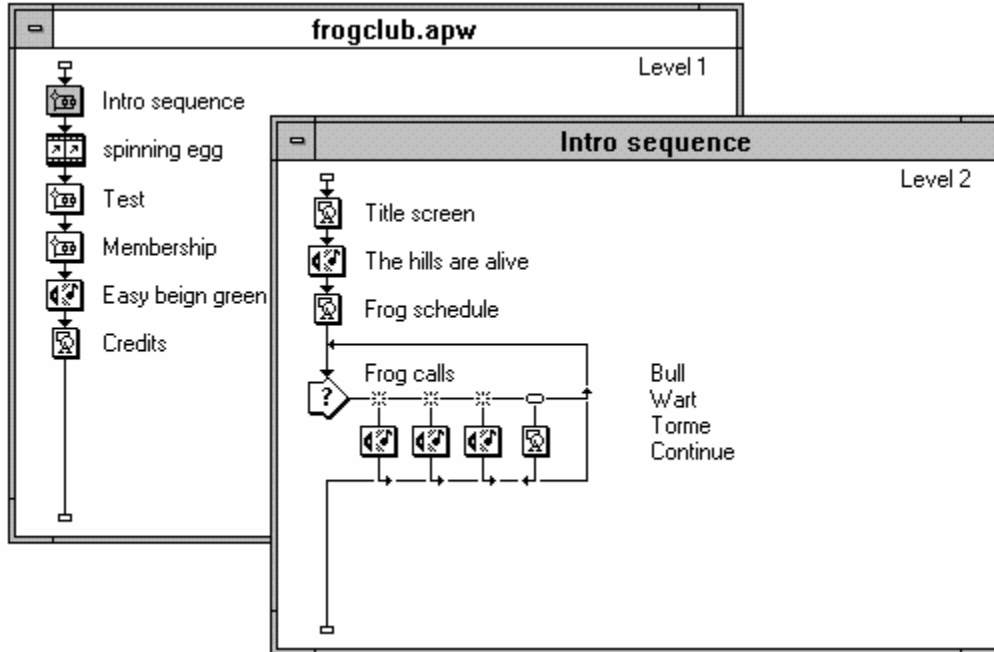 frogclub.apw
Level 1
Intro sequence
spinning egg
Test
Membership
Easy beign green
Credits
Intro sequence
Level 2
Title screen
The hills are alive
Frog schedule
Frog calls
?
Bull
Wart
Torme
Continue